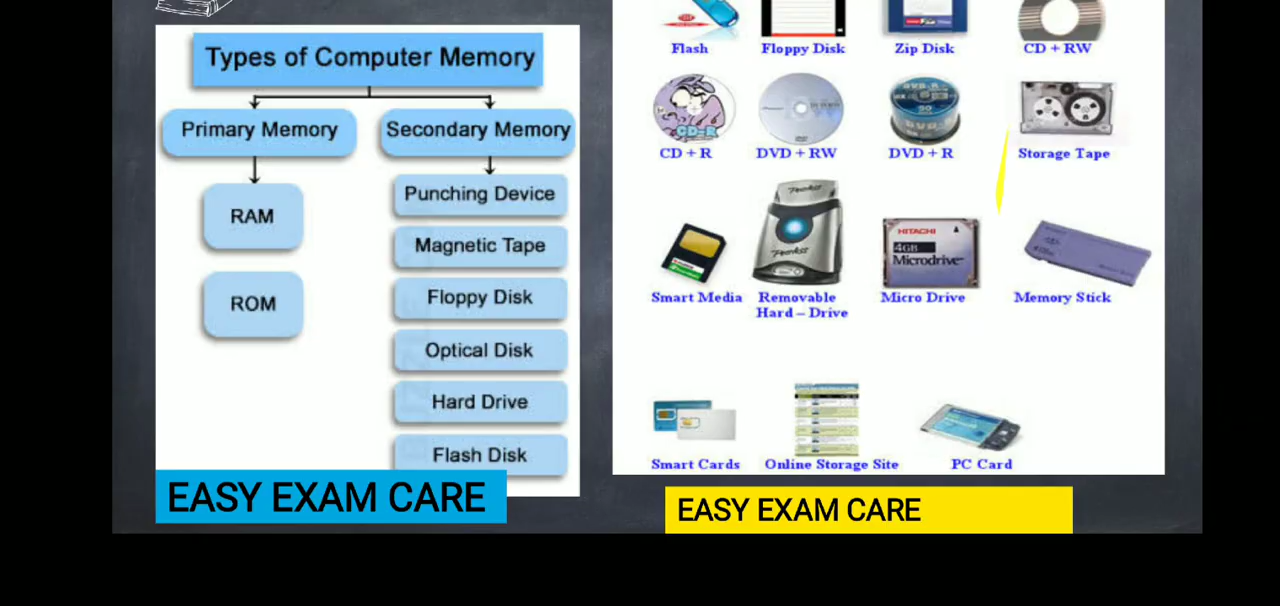 Types of Computer Memory
Primary Memory
Secondary Memory
RAM
ROM
Punching Device
Magnetic Tape
Floppy Disk
Optical Disk
Hard Drive
Flash Disk
EASY EXAM CARE
Flash
Floppy Disk
Zip Disk
CD + RW
CD-R
CD + R
DVD + RW
DVD + R
Storage Tape
Peerless
Peerless
HITACHI
4GB
Microdrive
Smart Media
Removable
Hard – Drive
Micro Drive
Memory Stick
Smart Cards
Online Storage Site
PC Card
EASY EXAM CARE